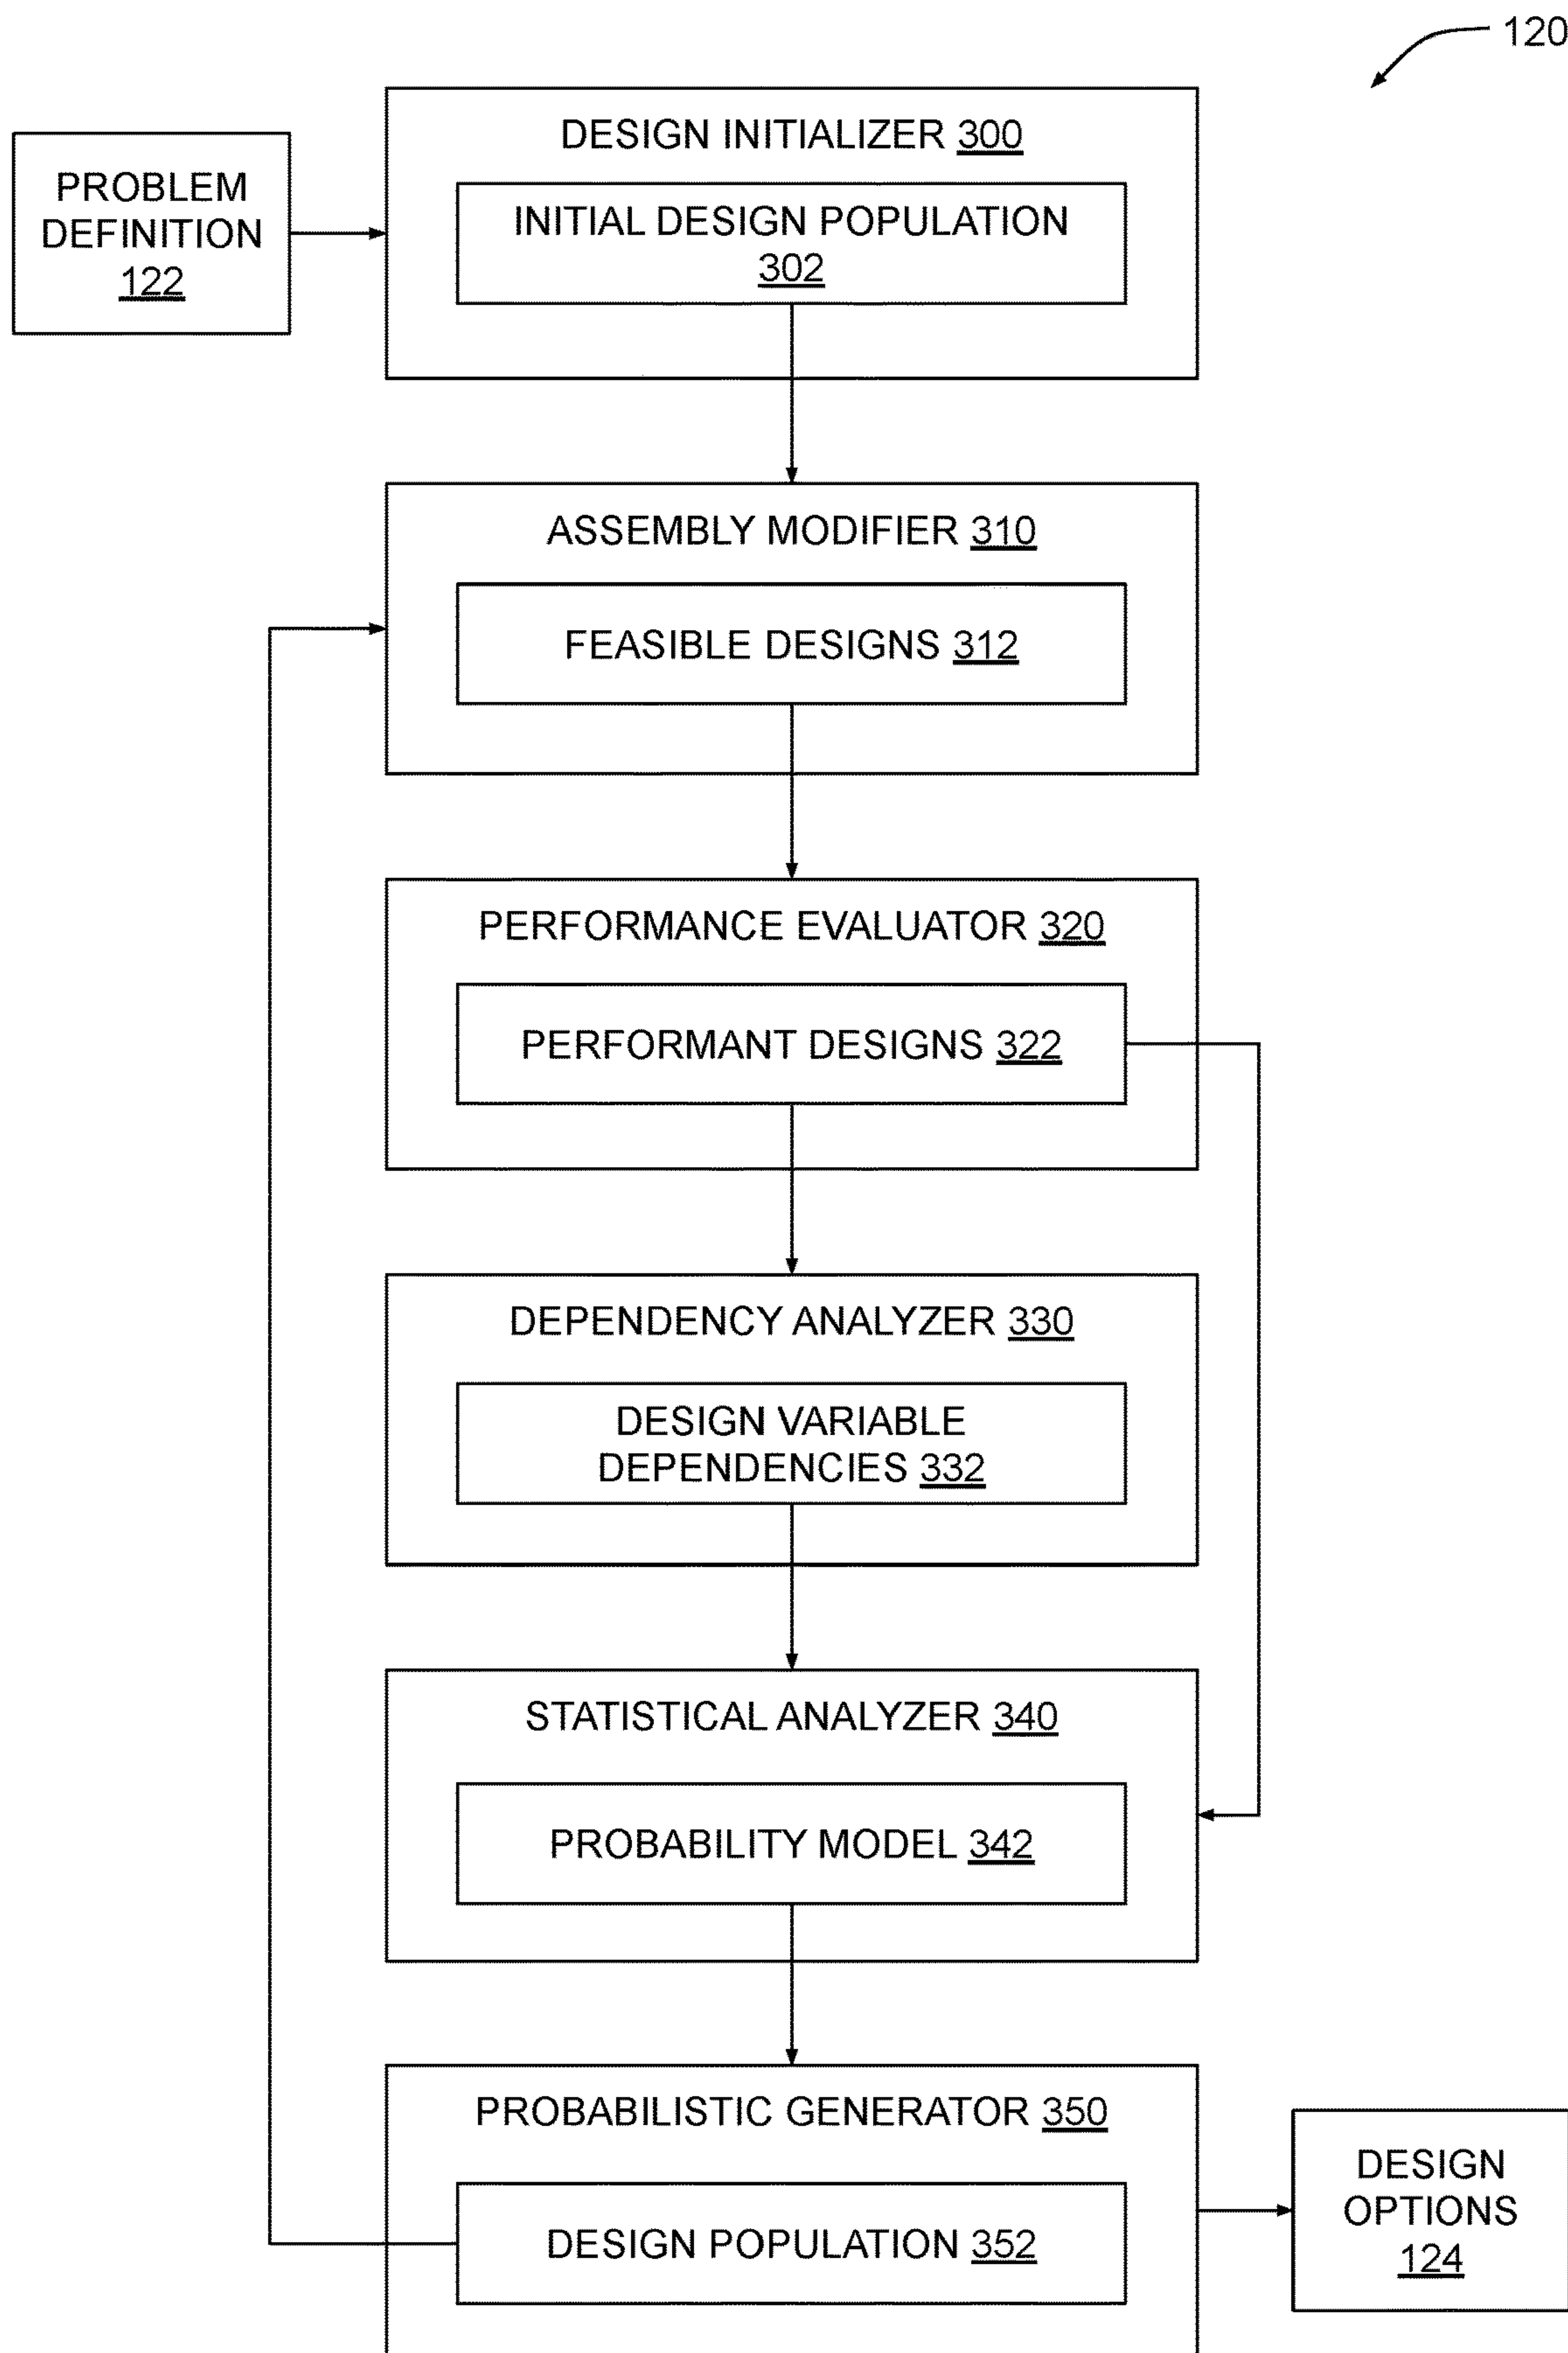 120
DESIGN INITIALIZER 300
PROBLEM
DEFINITION
122
INITIAL DESIGN POPULATION
302
ASSEMBLY MODIFIER 310
FEASIBLE DESIGNS 312
PERFORMANCE EVALUATOR 320
PERFORMANT DESIGNS 322
DEPENDENCY ANALYZER 330
DESIGN VARIABLE
DEPENDENCIES 332
STATISTICAL ANALYZER 340
PROBABILITY MODEL 342
PROBABILISTIC GENERATOR 350
DESIGN POPULATION 352
DESIGN
OPTIONS
124